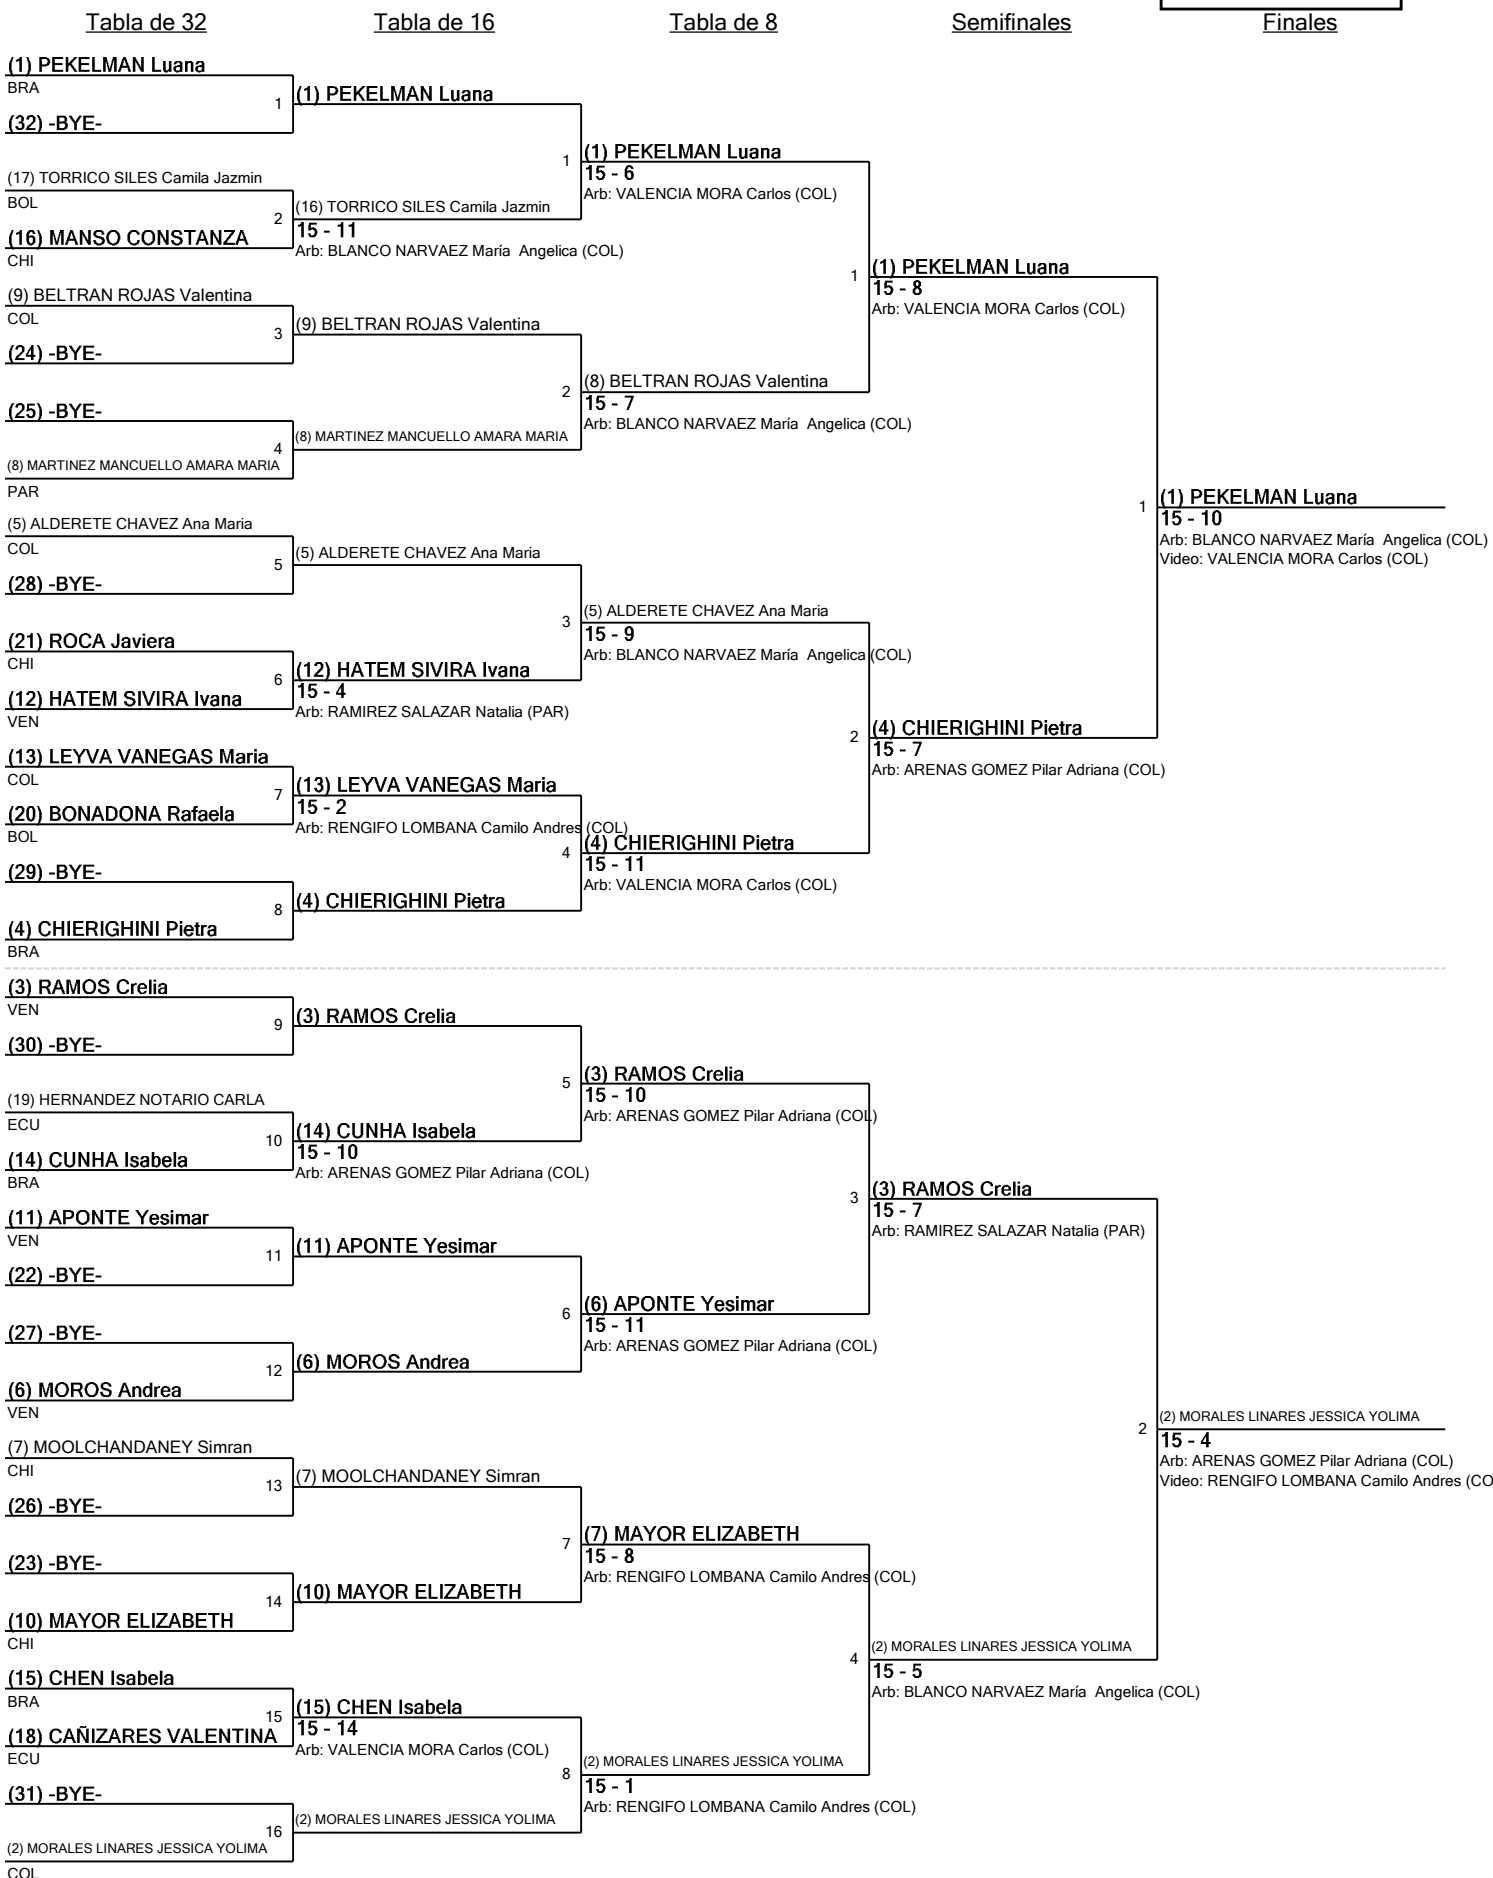 Tabla de 32
Tabla de 16
Tabla de 8
Semifinales
Finales
(1) PEKELMAN Luana
BRA
1
(32) -BYE-
(17) TORRICO SILES Camila Jazmin
BOL
2
(16) MANSO CONSTANZA
CHI
(9) BELTRAN ROJAS Valentina
COL
3
(24) -BYE-
(25) -BYE-
4
(8) MARTINEZ MANCUELLO AMARA MARIA
PAR
(5) ALDERETE CHAVEZ Ana Maria
COL
5
(28) -BYE-
(21) ROCA Javiera
CHI
6
(12) HATEM SIVIRA Ivana
VEN
(13) LEYVA VANEGAS Maria
COL
7
(20) BONADONA Rafaela
BOL
(29) -BYE-
8
(4) CHIERIGHINI Pietra
BRA
(3) RAMOS Crelia
VEN
9
(30) -BYE-
(19) HERNANDEZ NOTARIO CARLA
ECU
10
(14) CUNHA Isabela
BRA
(11) APONTE Yesimar
VEN
11
(22) -BYE-
(27) -BYE-
12
(6) MOROS Andrea
VEN
(7) MOOLCHANDANEY Simran
CHI
13
(26) -BYE-
(23) -BYE-
14
(10) MAYOR ELIZABETH
CHI
(15) CHEN Isabela
BRA
15
(18) CAÑIZARES VALENTINA
ECU
(31) -BYE-
16
(2) MORALES LINARES JESSICA YOLIMA
COL
(1) PEKELMAN Luana
1
(16) TORRICO SILES Camila Jazmin
15 - 11
Arb: BLANCO NARVAEZ María  Angelica (COL)
(9) BELTRAN ROJAS Valentina
2
(8) MARTINEZ MANCUELLO AMARA MARIA
(5) ALDERETE CHAVEZ Ana Maria
3
(12) HATEM SIVIRA Ivana
15 - 4
Arb: RAMIREZ SALAZAR Natalia (PAR)
(13) LEYVA VANEGAS Maria
15 - 2
Arb: RENGIFO LOMBANA Camilo Andres (COL)
4
(4) CHIERIGHINI Pietra
(3) RAMOS Crelia
5
(14) CUNHA Isabela
15 - 10
Arb: ARENAS GOMEZ Pilar Adriana (COL)
(11) APONTE Yesimar
6
(6) MOROS Andrea
(7) MOOLCHANDANEY Simran
7
(10) MAYOR ELIZABETH
(15) CHEN Isabela
15 - 14
Arb: VALENCIA MORA Carlos (COL)
8
(2) MORALES LINARES JESSICA YOLIMA
(1) PEKELMAN Luana
15 - 6
Arb: VALENCIA MORA Carlos (COL)
1
(8) BELTRAN ROJAS Valentina
15 - 7
Arb: BLANCO NARVAEZ María  Angelica (COL)
(5) ALDERETE CHAVEZ Ana Maria
15 - 9
Arb: BLANCO NARVAEZ María  Angelica (COL)
2
(4) CHIERIGHINI Pietra
15 - 11
Arb: VALENCIA MORA Carlos (COL)
(3) RAMOS Crelia
15 - 10
Arb: ARENAS GOMEZ Pilar Adriana (COL)
3
(6) APONTE Yesimar
15 - 11
Arb: ARENAS GOMEZ Pilar Adriana (COL)
(7) MAYOR ELIZABETH
15 - 8
Arb: RENGIFO LOMBANA Camilo Andres (COL)
4
(2) MORALES LINARES JESSICA YOLIMA
15 - 1
Arb: RENGIFO LOMBANA Camilo Andres (COL)
(1) PEKELMAN Luana
15 - 8
Arb: VALENCIA MORA Carlos (COL)
1
(4) CHIERIGHINI Pietra
15 - 7
Arb: ARENAS GOMEZ Pilar Adriana (COL)
(3) RAMOS Crelia
15 - 7
Arb: RAMIREZ SALAZAR Natalia (PAR)
2
(2) MORALES LINARES JESSICA YOLIMA
15 - 5
Arb: BLANCO NARVAEZ María  Angelica (COL)
(1) PEKELMAN Luana
15 - 10
Arb: BLANCO NARVAEZ María  Angelica (COL)
Video: VALENCIA MORA Carlos (COL)
(2) MORALES LINARES JESSICA YOLIMA
15 - 4
Arb: ARENAS GOMEZ Pilar Adriana (COL)
Video: RENGIFO LOMBANA Camilo Andres (CO